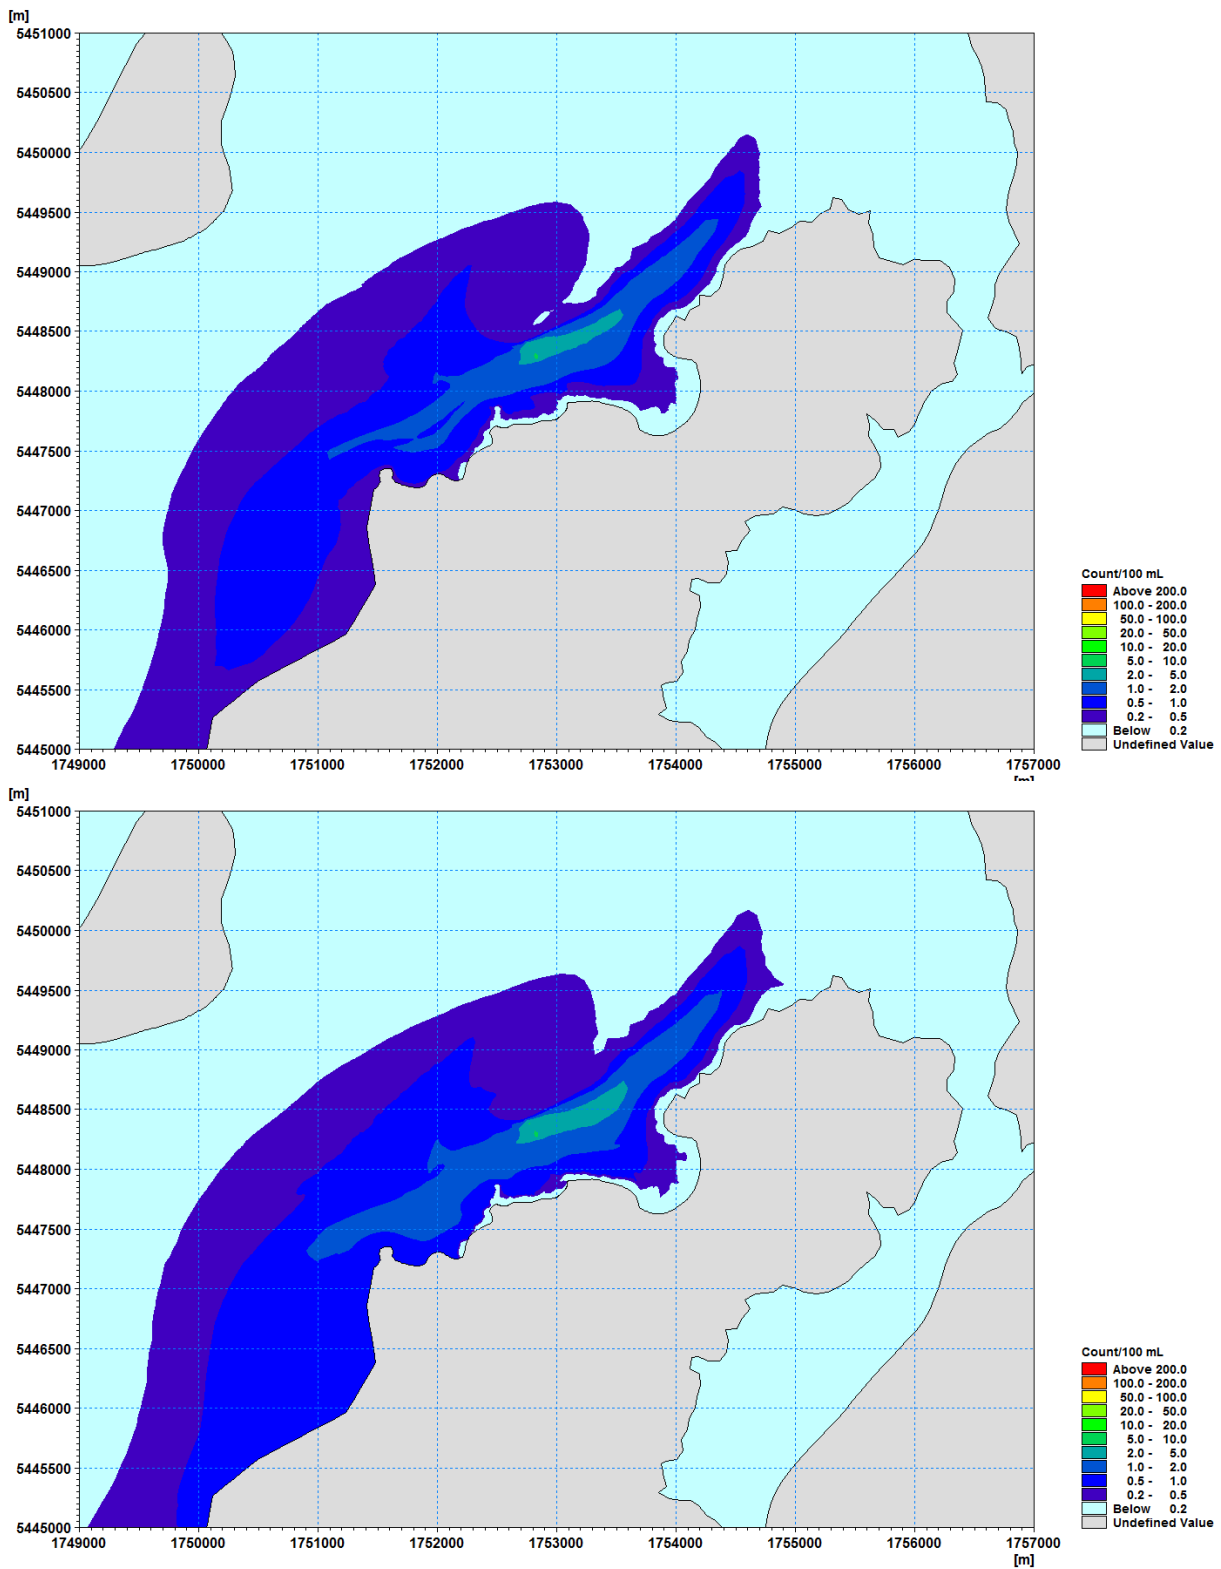 [m]
5451000
5450500
5450000
5449500
5449000
5448500
5448000
5447500
5447000
5446500
5446000
5445500
5445000
1749000 1750000 1751000 1752000 1753000 1754000 1755000 1756000 1757000
[m]
Count/100 mL
Above 200.0
100.0 - 200.0
50.0 - 100.0
20.0 - 50.0
10.0 - 20.0
5.0 - 10.0
2.0 - 5.0
1.0 - 2.0
0.5 - 1.0
0.2 - 0.5
Below 0.2
Undefined Value
[m]
5451000
5450500
5450000
5449500
5449000
5448500
5448000
5447500
5447000
5446500
5446000
5445500
5445000
1749000 1750000 1751000 1752000 1753000 1754000 1755000 1756000 1757000
[m]
Count/100 mL
Above 200.0
100.0 - 200.0
50.0 - 100.0
20.0 - 50.0
10.0 - 20.0
5.0 - 10.0
2.0 - 5.0
1.0 - 2.0
0.5 - 1.0
0.2 - 0.5
Below 0.2
Undefined Value